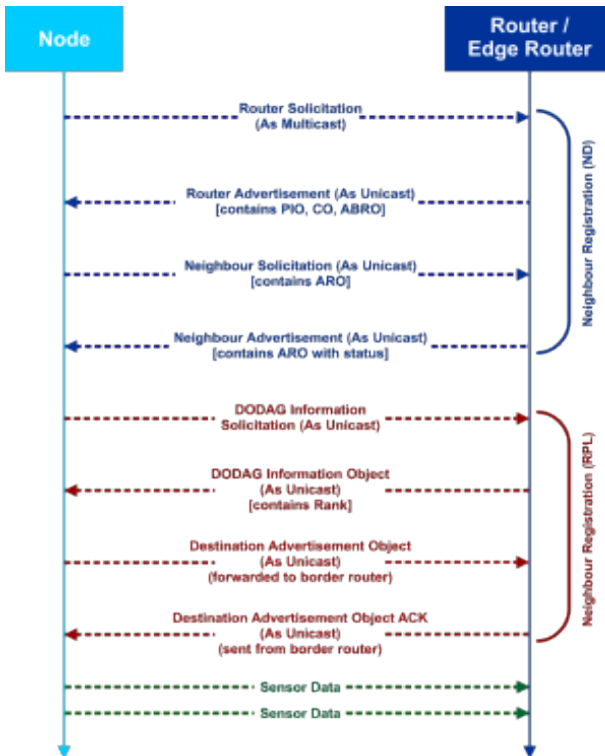 Node
Router /
Edge Router
Router Solicitation
(As Multicast)
Router Advertisement (As Unicast)
[contains PIO, CO, ABRO]
Neighbour Solicitation (As Unicast)
[contains ARO]
Neighbour Advertisement (As Unicast)
[contains ARO with status]
Neighbour Registration (ND)
DODAG Information
Solicitation (As Unicast)
DODAG Information Object
(As Unicast)
[contains Rank]
Destination Advertisement Object
(As Unicast)
(forwarded to border router)
Destination Advertisement Object ACK
(As Unicast)
(sent from border router)
Neighbour Registration (RPL)
Sensor Data
Sensor Data